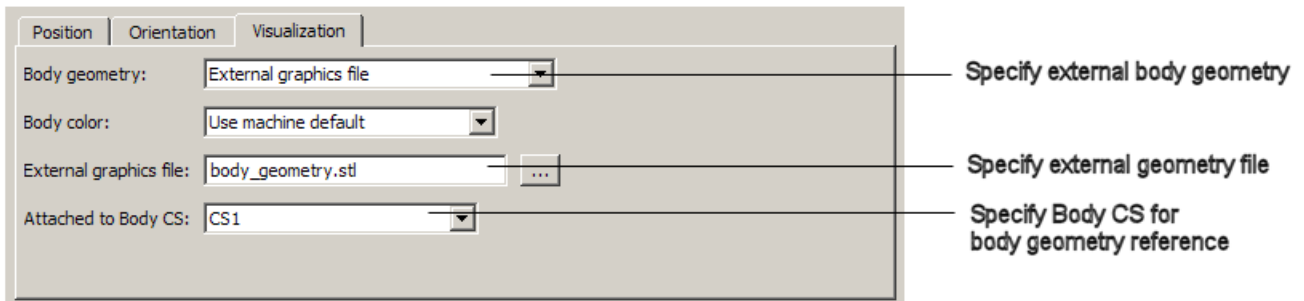 Position Orientation Visualization
Body geometry: External graphics file Specify external body geometry
Body color: Use machine default
External graphics file: body_geometry.stl ... Specify external geometry file
Attached to Body CS: CS1 Specify Body CS for
body geometry reference